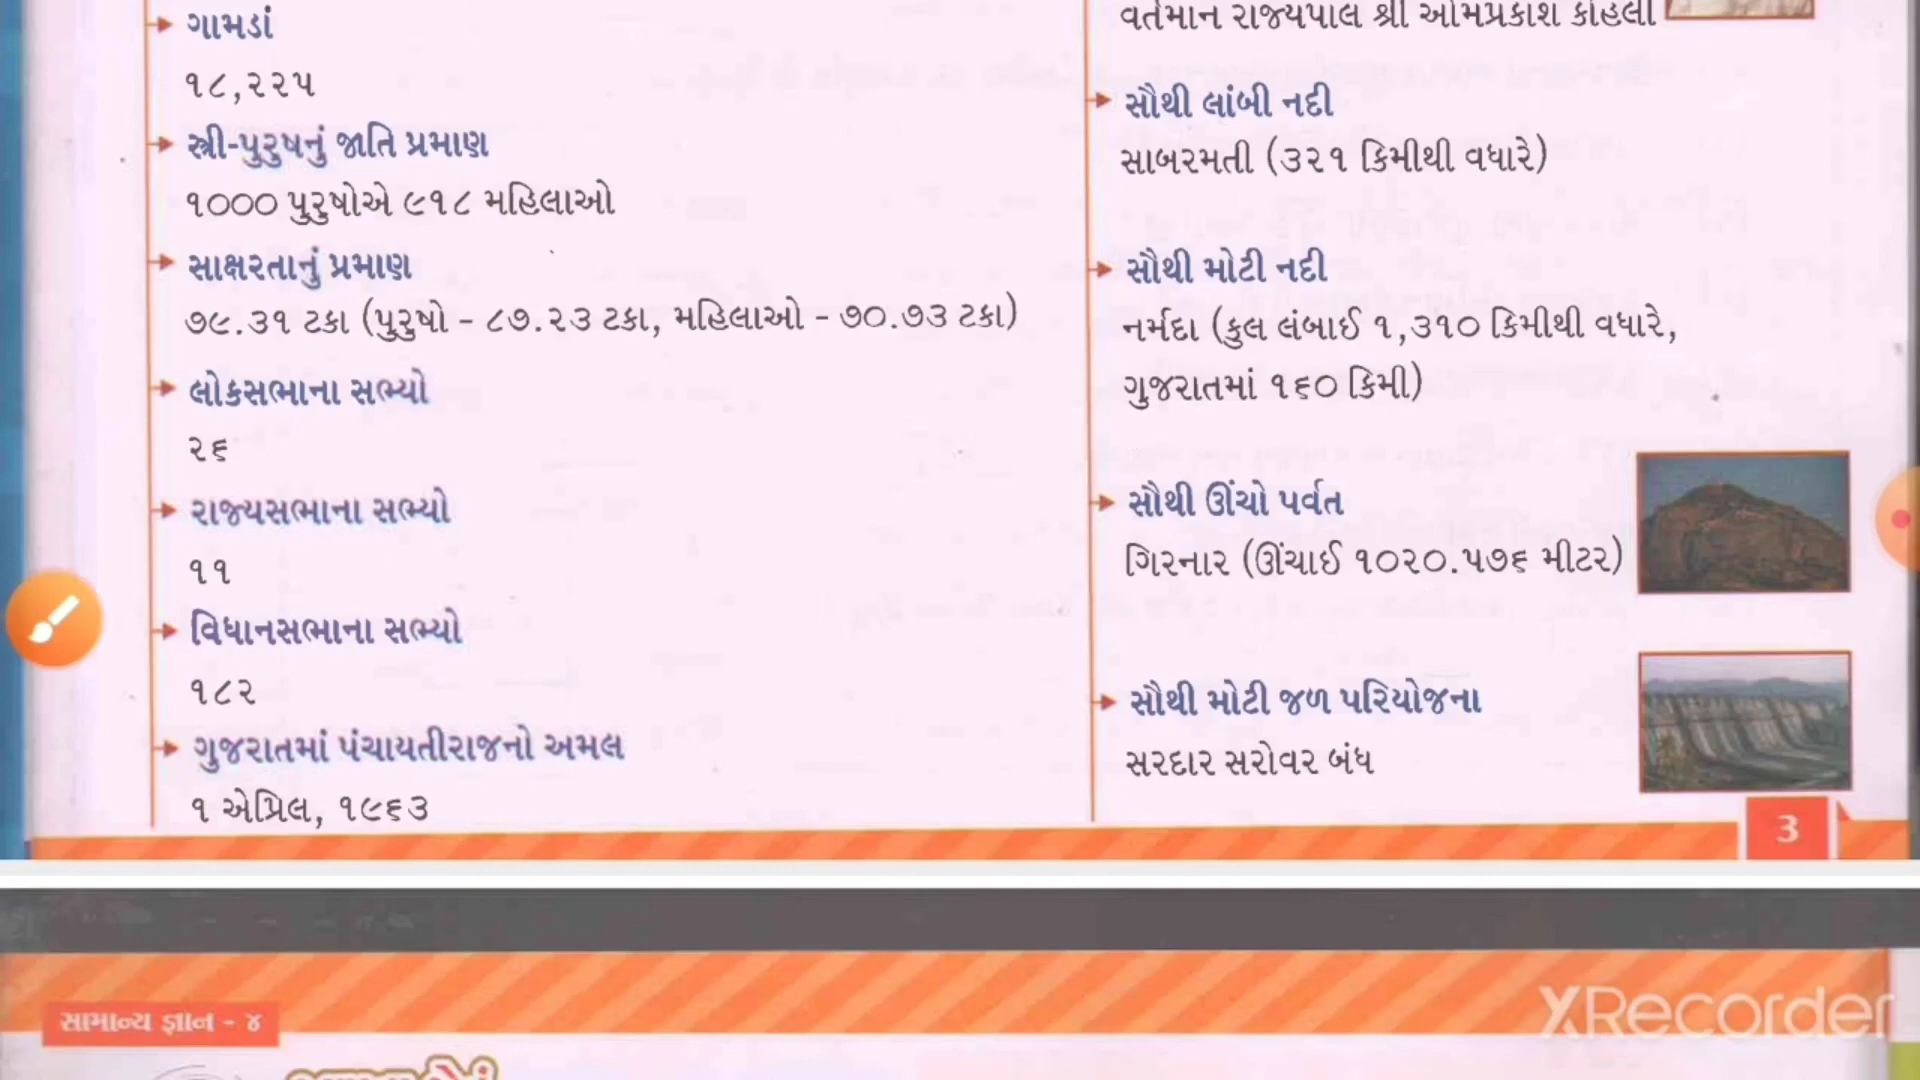 ગામડાં
૧૮,૨૨૫
સ્ત્રી-પુરુષનું જાતિ પ્રમાણ
૧૦૦૦ પુરુષોએ ૯૧૮ મહિલાઓ
સાક્ષરતાનું પ્રમાણ
૭૯.૩૧ ટકા (પુરુષો - ૮૭.૨૩ ટકા, મહિલાઓ - ૭૦.૭૩ ટકા)
લોકસભાના સભ્યો
૨૬
રાજ્યસભાના સભ્યો
૧૧
વિધાનસભાના સભ્યો
૧૮૨
ગુજરાતમાં પંચાયતીરાજનો અમલ
૧ એપ્રિલ, ૧૯૬૩
વર્તમાન રાજ્યપાલ શ્રી ઓમપ્રકાશ કોહલી
સૌથી લાંબી નદી
સાબરમતી (૩૨૧ કિમીથી વધારે)
સૌથી મોટી નદી
નર્મદા (કુલ લંબાઈ ૧,૩૧૦ કિમીથી વધારે,
ગુજરાતમાં ૧૬૦ કિમી)
સૌથી ઊંચો પર્વત
ગિરનાર (ઊંચાઈ ૧૦૨૦.૫૭૬ મીટર)
સૌથી મોટી જળ પરિયોજના
સરદાર સરોવર બંધ
3
સામાન્ય જ્ઞાન - ૪
XRecorder